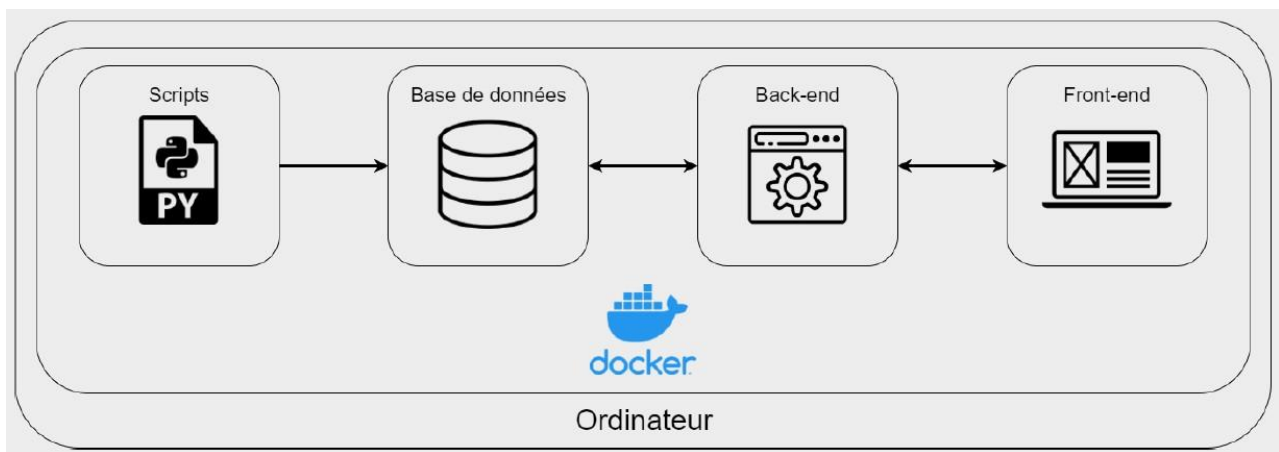 Scripts
Base de données
Back-end
Front-end
PY
docker
Ordinateur